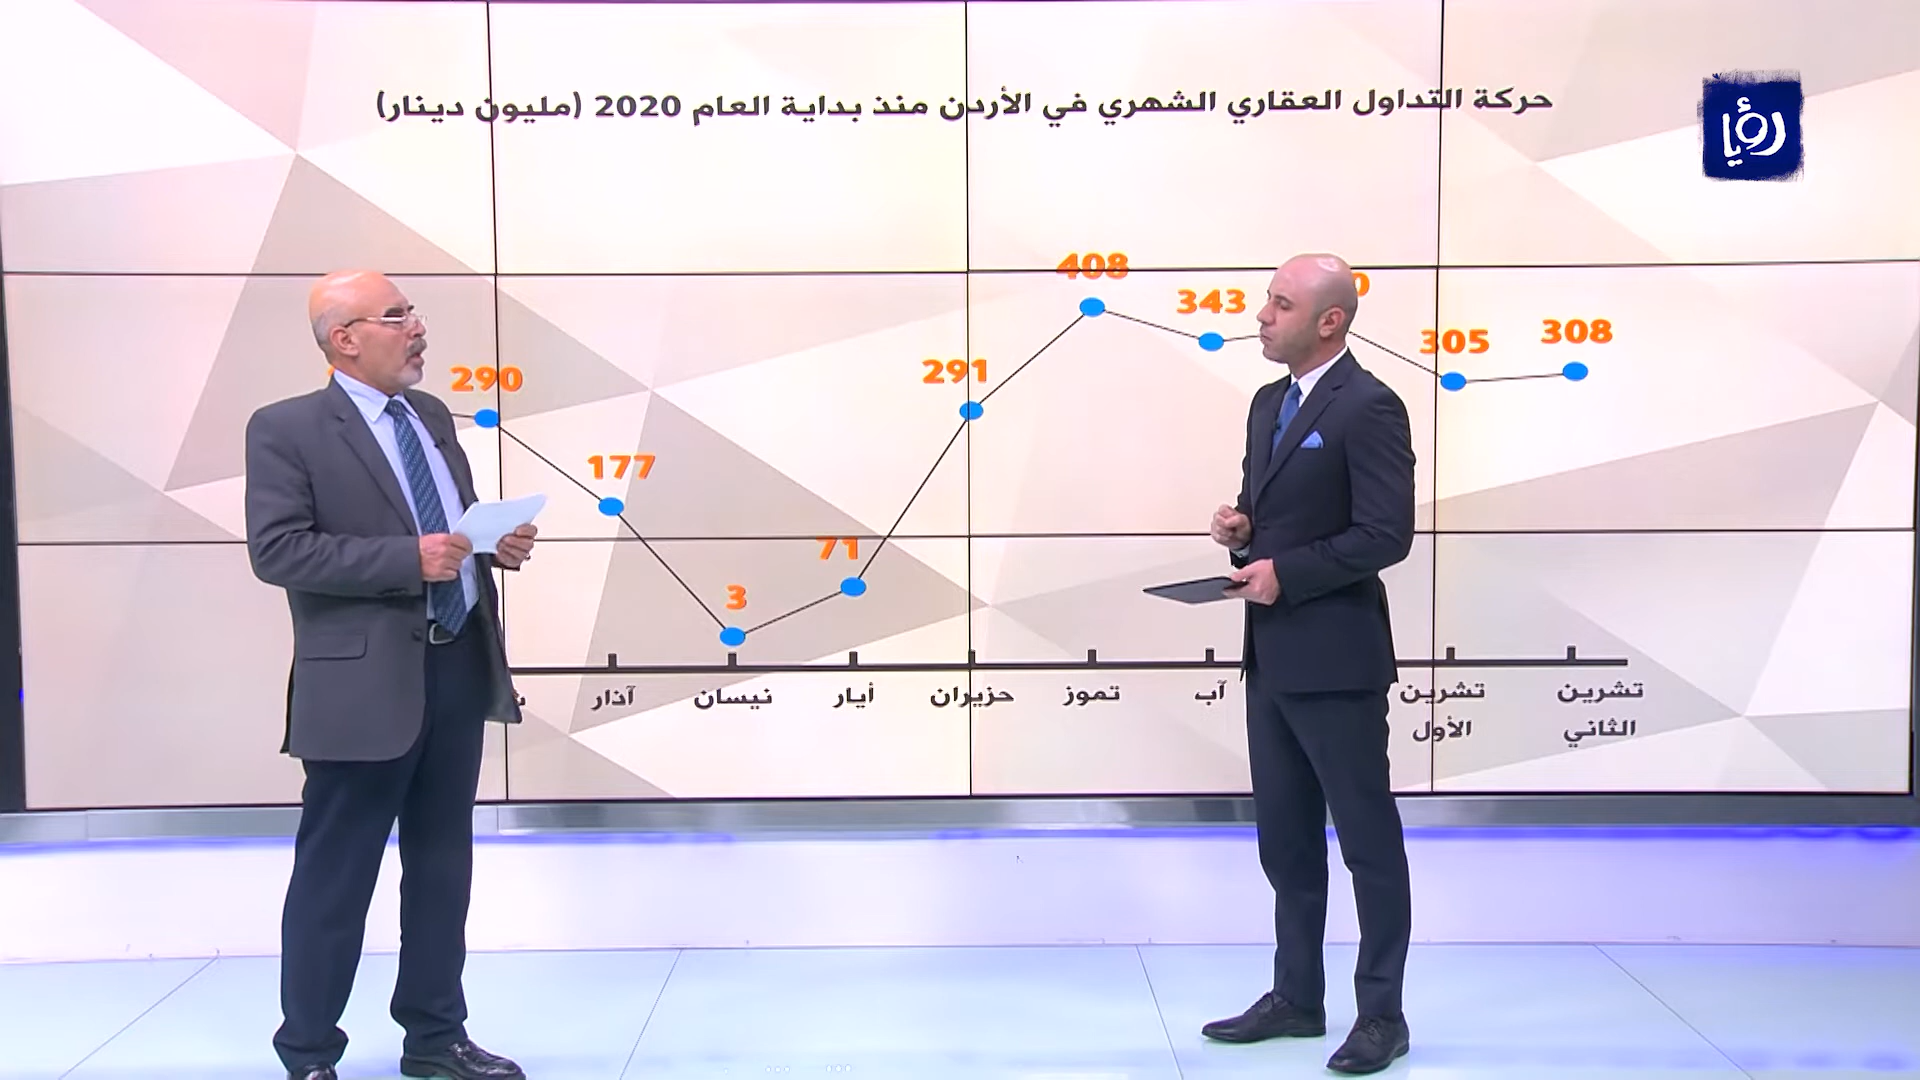 حركة التداول العقاري الشهري في الأردن منذ بداية العام 2020 (مليون دينار)
رؤيا
290
177
3
71
291
408
343
305
308
آذار
نيسان
أيار
حزيران
تموز
آب
تشرين
الأول
تشرين
الثاني